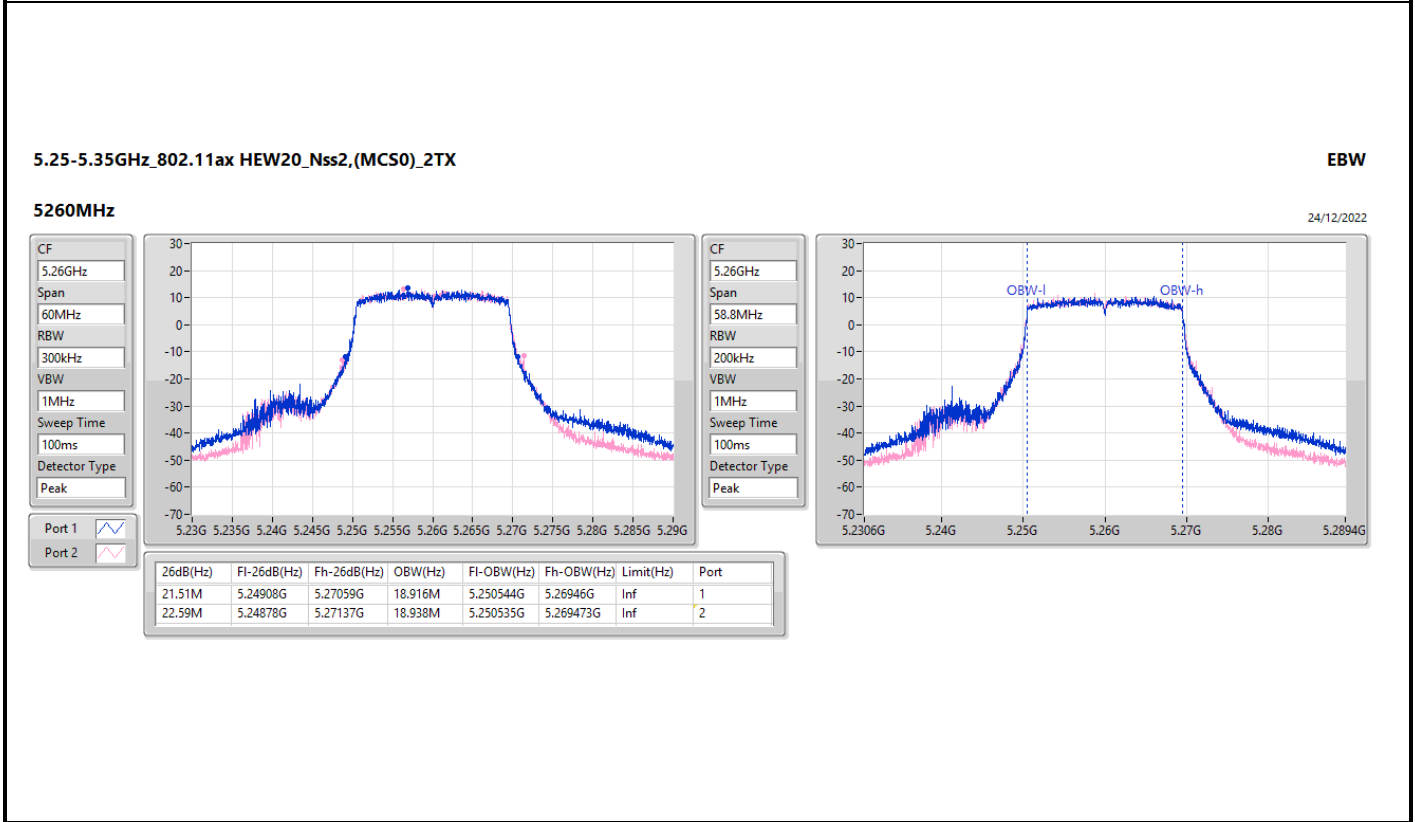 5.25-5.35GHz_802.11ax HEW20_Nss2,(MCS0)_2TX
EBW
5260MHz
24/12/2022
CF
5.26GHz
Span
60MHz
RBW
300kHz
VBW
1MHz
Sweep Time
100ms
Detector Type
Peak
Port 1
Port 2
30
20
10
0
-10
-20
-30
-40
-50
-60
-70
5.23G 5.235G 5.24G 5.245G 5.25G 5.255G 5.26G 5.265G 5.27G 5.275G 5.28G 5.285G 5.29G
CF
5.26GHz
Span
58.8MHz
RBW
200kHz
VBW
1MHz
Sweep Time
100ms
Detector Type
Peak
30
20
10
0
-10
-20
-30
-40
-50
-60
-70
OBW-l OBW-h
5.2306G 5.24G 5.25G 5.26G 5.27G 5.28G 5.2894G
26dB(Hz) Fl-26dB(Hz) Fh-26dB(Hz) OBW(Hz) Fl-OBW(Hz) Fh-OBW(Hz) Limit(Hz) Port
21.51M 5.24908G 5.27059G 18.916M 5.250544G 5.26946G Inf 1
22.59M 5.24878G 5.27137G 18.938M 5.250535G 5.269473G Inf 2